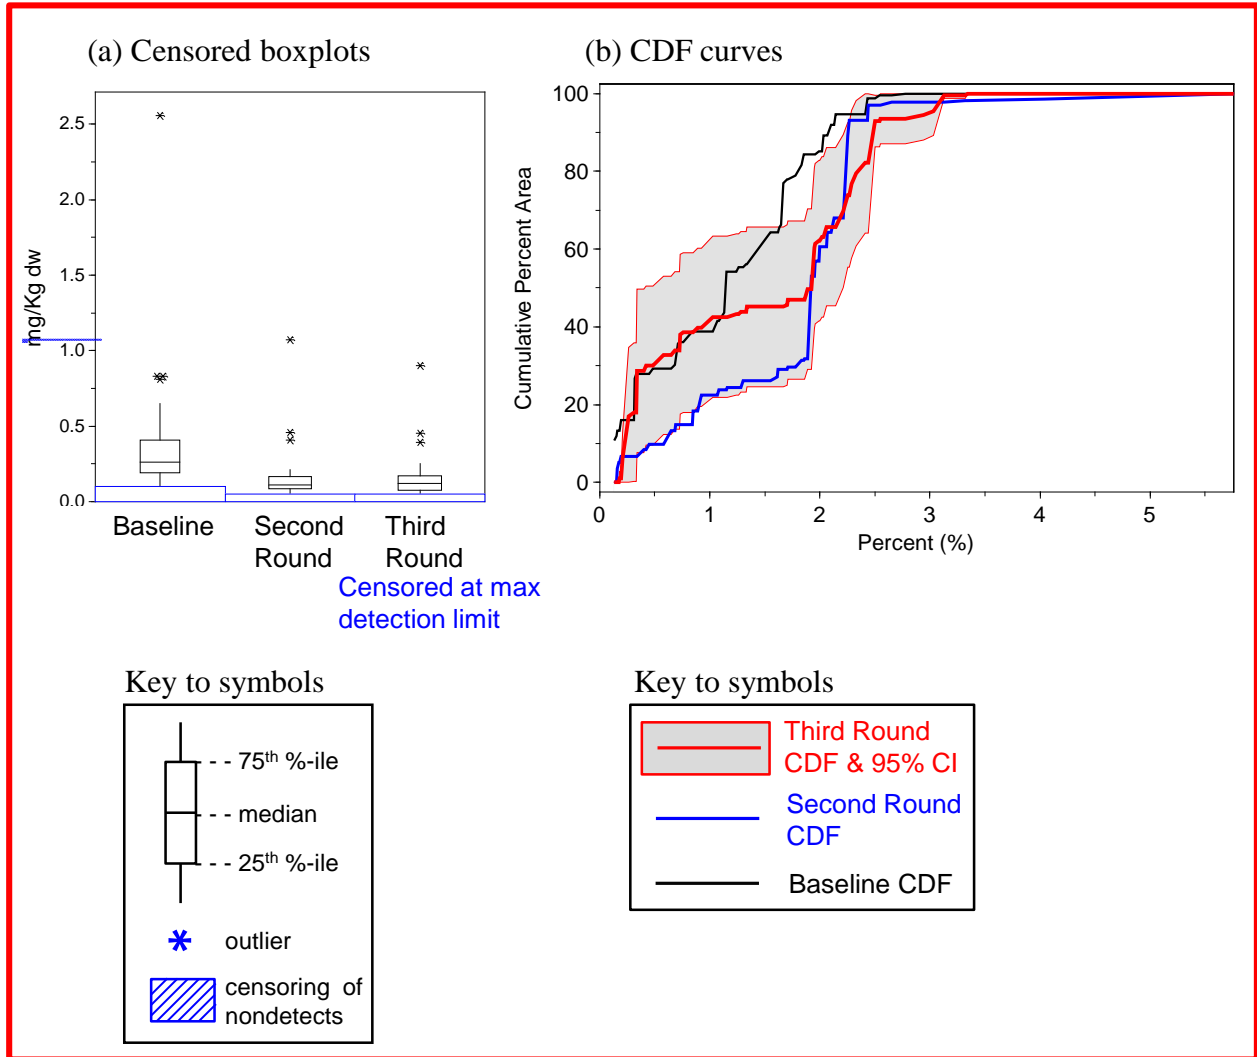 (a) Censored boxplots
mg/Kg dw
2.5
2.0
1.5
1.0
0.5
0.0
Baseline
Second
Round
Third
Round
Censored at max
detection limit
(b) CDF curves
Cumulative Percent Area
100
80
60
40
20
0
0 1 2 3 4 5
Percent (%)
Key to symbols
75th %-ile
median
25th %-ile
outlier
censoring of
nondetects
Key to symbols
Third Round
CDF & 95% CI
Second Round
CDF
Baseline CDF